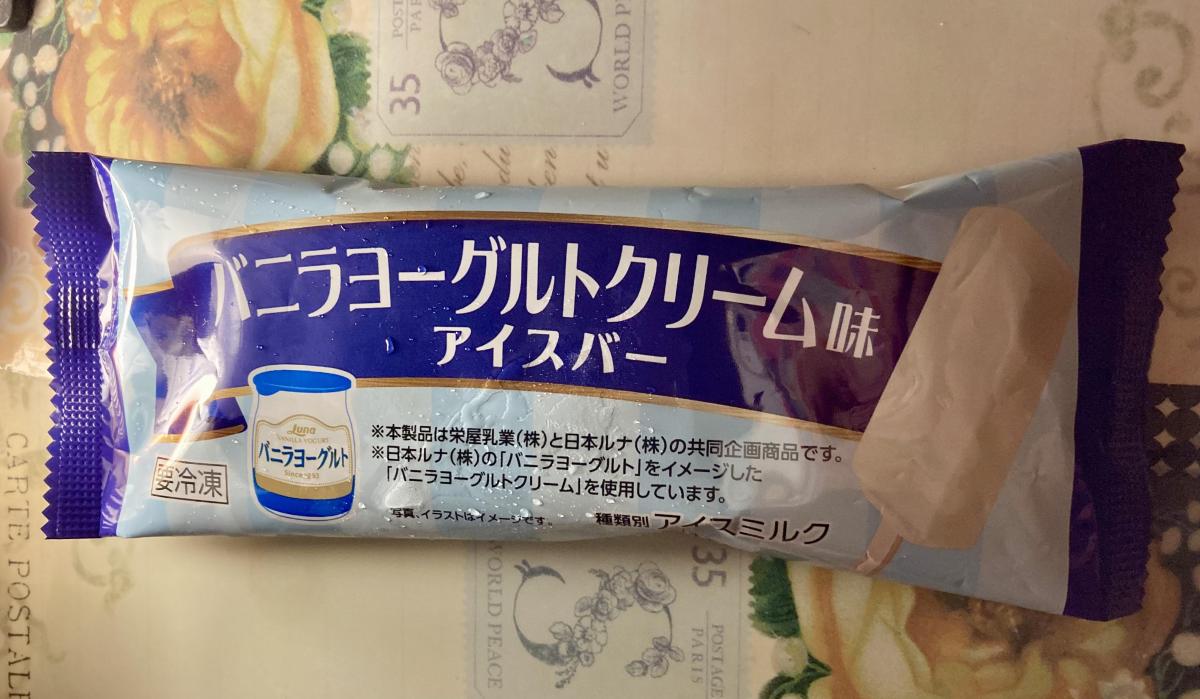 35
POSTAGE
PARIS
WORLD P
バニラヨーグルトクリーム味
アイスバー
Luna
VANILLA YOGURT
バニラヨーグルト
Since
※本製品は栄屋乳業(株)と日本ルナ(株)の共同企画商品です。
※日本ルナ(株)の「バニラヨーグルト」をイメージした
「バニラヨーグルトクリーム」を使用しています。
要冷凍
写真、イラストはイメージです。
種類別 アイスミルク
CARTE POSTAL
WORLD PEACE
35
POSTAGE
PARIS